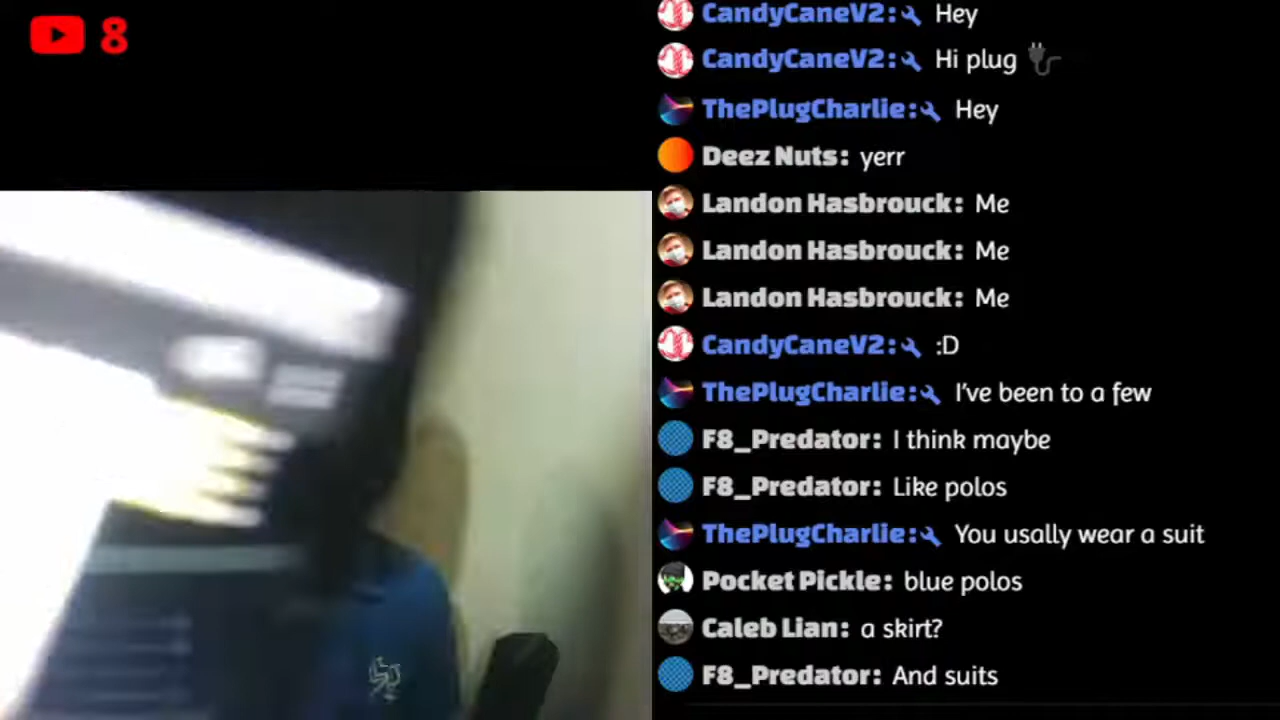 8
CandyCaneV2: Hey
CandyCaneV2: Hi plug
ThePlugCharlie: Hey
Deez Nuts: yerr
Landon Hasbrouck: Me
Landon Hasbrouck: Me
Landon Hasbrouck: Me
CandyCaneV2: :D
ThePlugCharlie: I've been to a few
F8_Predator: I think maybe
F8_Predator: Like polos
ThePlugCharlie: You usally wear a suit
Pocket Pickle: blue polos
Caleb Lian: a skirt?
F8_Predator: And suits